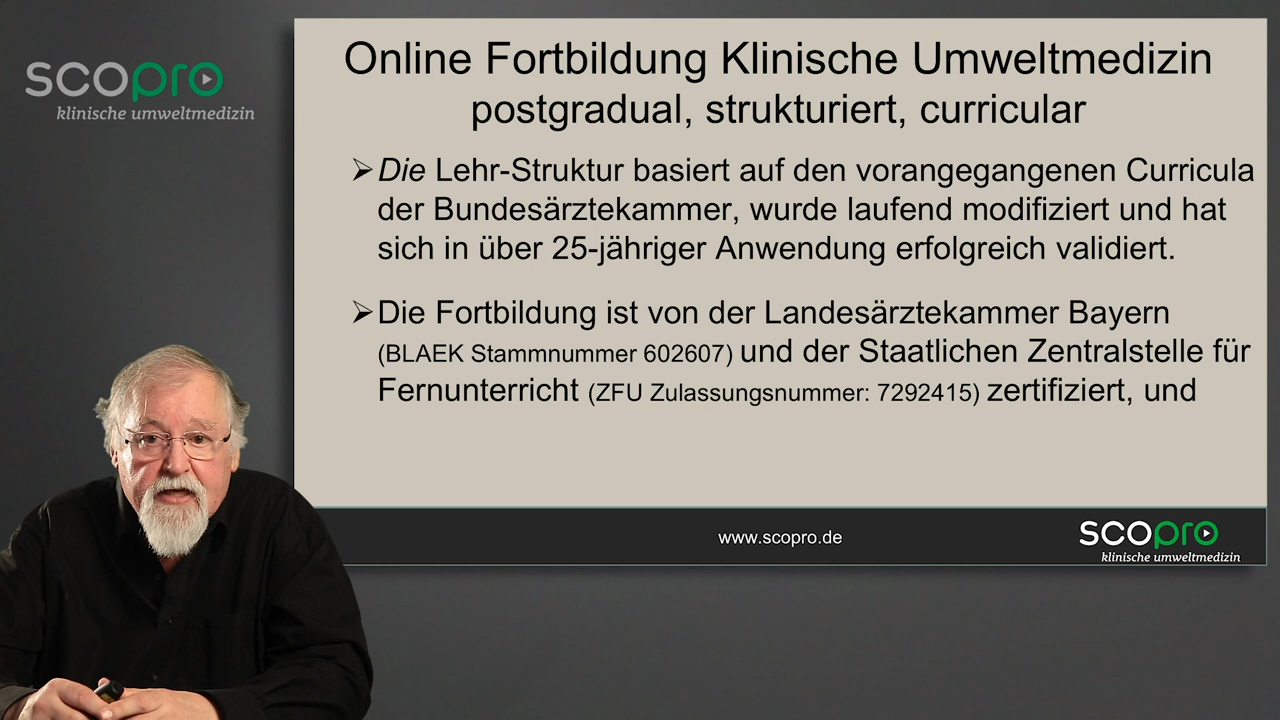 scopro
klinische umweltmedizin
Online Fortbildung Klinische Umweltmedizin
postgradual, strukturiert, curricular
➢Die Lehr-Struktur basiert auf den vorangegangenen Curricula
der Bundesärztekammer, wurde laufend modifiziert und hat
sich in über 25-jähriger Anwendung erfolgreich validiert.
➢Die Fortbildung ist von der Landesärztekammer Bayern
(BLAEK Stammnummer 602607) und der Staatlichen Zentralstelle für
Fernunterricht (ZFU Zulassungsnummer: 7292415) zertifiziert, und
www.scopro.de
scopro
klinische umweltmedizin